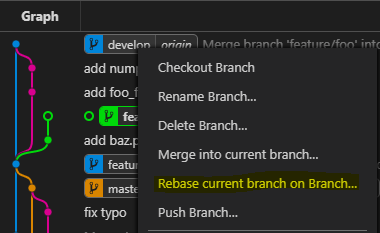 Graph
develop origin Merge branch 'feature/foo' into
add nump
Checkout Branch
add foo_f
Rename Branch...
fea
Delete Branch...
add baz.p
Merge into current branch...
featur
Rebase current branch on Branch...
maste
fix typo
Push Branch...